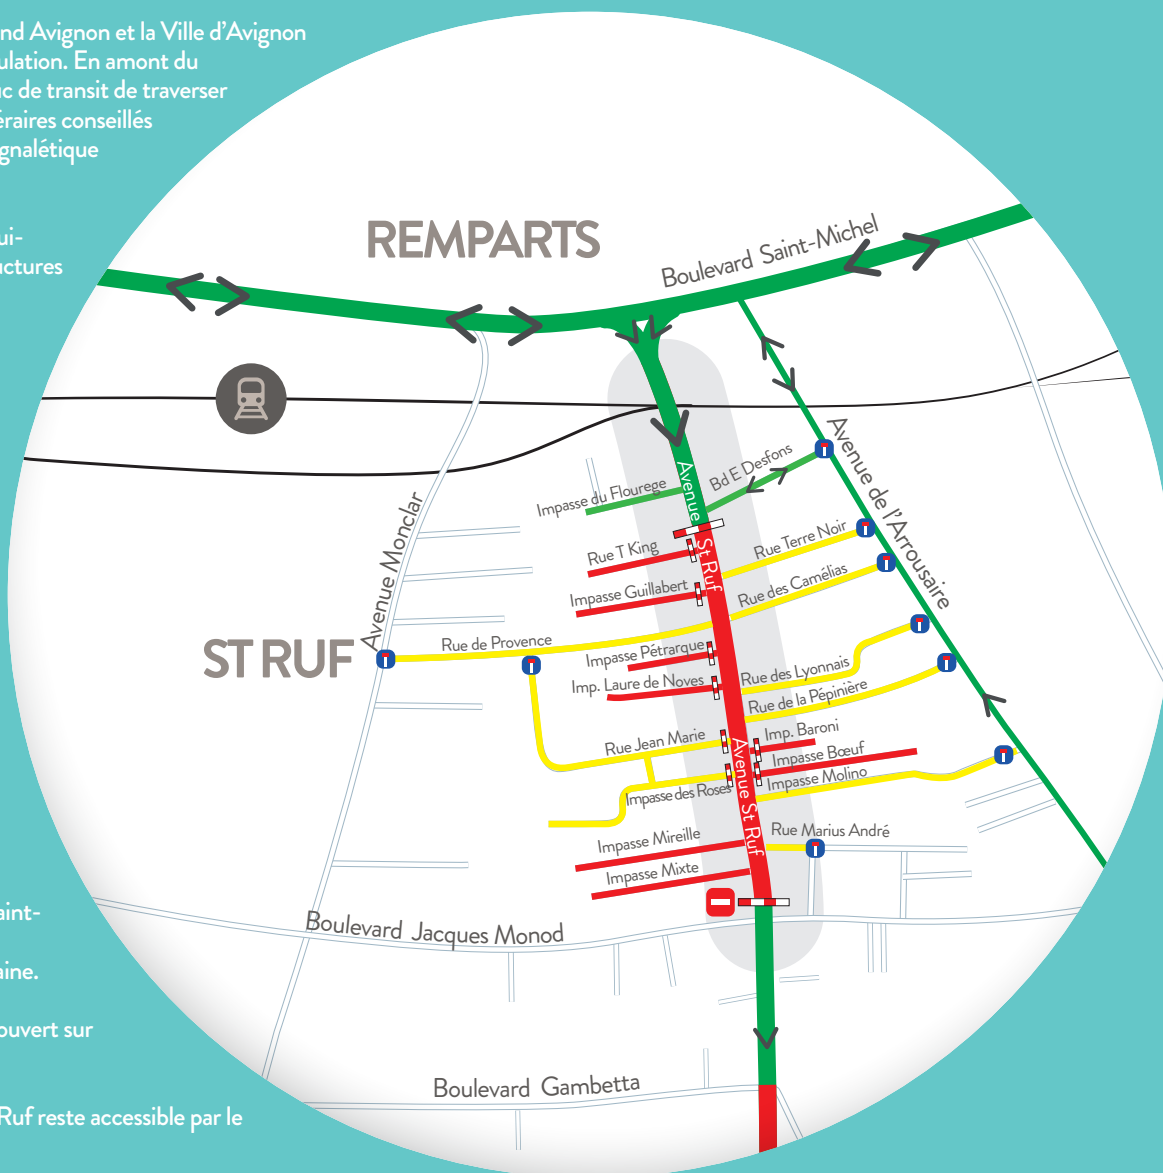 nd Avignon et la Ville d'Avignon
ulation. En amont du
ic de transit de traverser
éraires conseillés
gnalétique
ui-
uctures
REMPARTS
Boulevard Saint-Michel
Avenue de l'Arrousaire
Bd E Desfons
Impasse du Flourege
Avenue
St Ruf
Rue T King
Rue Terre Noir
Impasse Guillabert
Rue des Camélias
Avenue Monclar
ST RUF
Rue de Provence
Impasse Pétrarque
Imp. Laure de Noves
Rue des Lyonnais
Rue de la Pépinière
Rue Jean Marie
Imp. Baroni
Avenue St Ruf
Impasse Bœuf
Impasse Molino
Impasse des Roses
Impasse Mireille
Rue Marius André
Impasse Mixte
aint-
Boulevard Jacques Monod
aine.
ouvert sur
Boulevard Gambetta
Ruf reste accessible par le